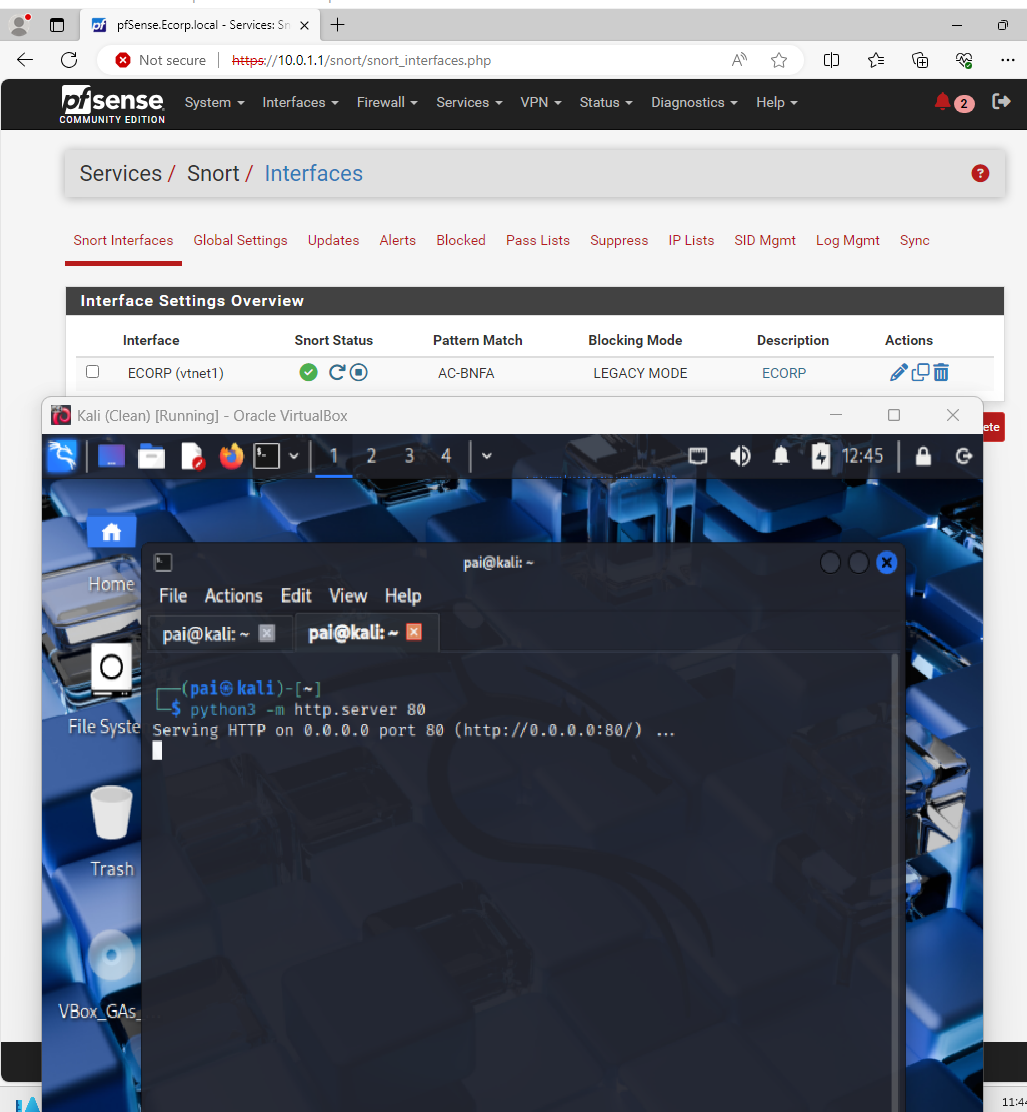 pfSense.Ecorp.local - Services: Sn
Not secure https://10.0.1.1/snort/snort_interfaces.php
pfsense
COMMUNITY EDITION
System Interfaces Firewall Services VPN Status Diagnostics Help 2
Services / Snort / Interfaces
Snort Interfaces Global Settings Updates Alerts Blocked Pass Lists Suppress IP Lists SID Mgmt Log Mgmt Sync
Interface Settings Overview
Interface Snort Status Pattern Match Blocking Mode Description Actions
ECORP (vtnet1) AC-BNFA LEGACY MODE ECORP
ete
Kali (Clean) [Running] - Oracle VirtualBox
1 2 3 4 12:45
pai@kali: ~
Home
File Actions Edit View Help
pai@kali: ~ pai@kali: ~
┌──(pai㉿kali)-[~]
└─$ python3 -m http.server 80
Serving HTTP on 0.0.0.0 port 80 (http://0.0.0.0:80/) ...
File Syste
Trash
VBox_GAs_
11:44